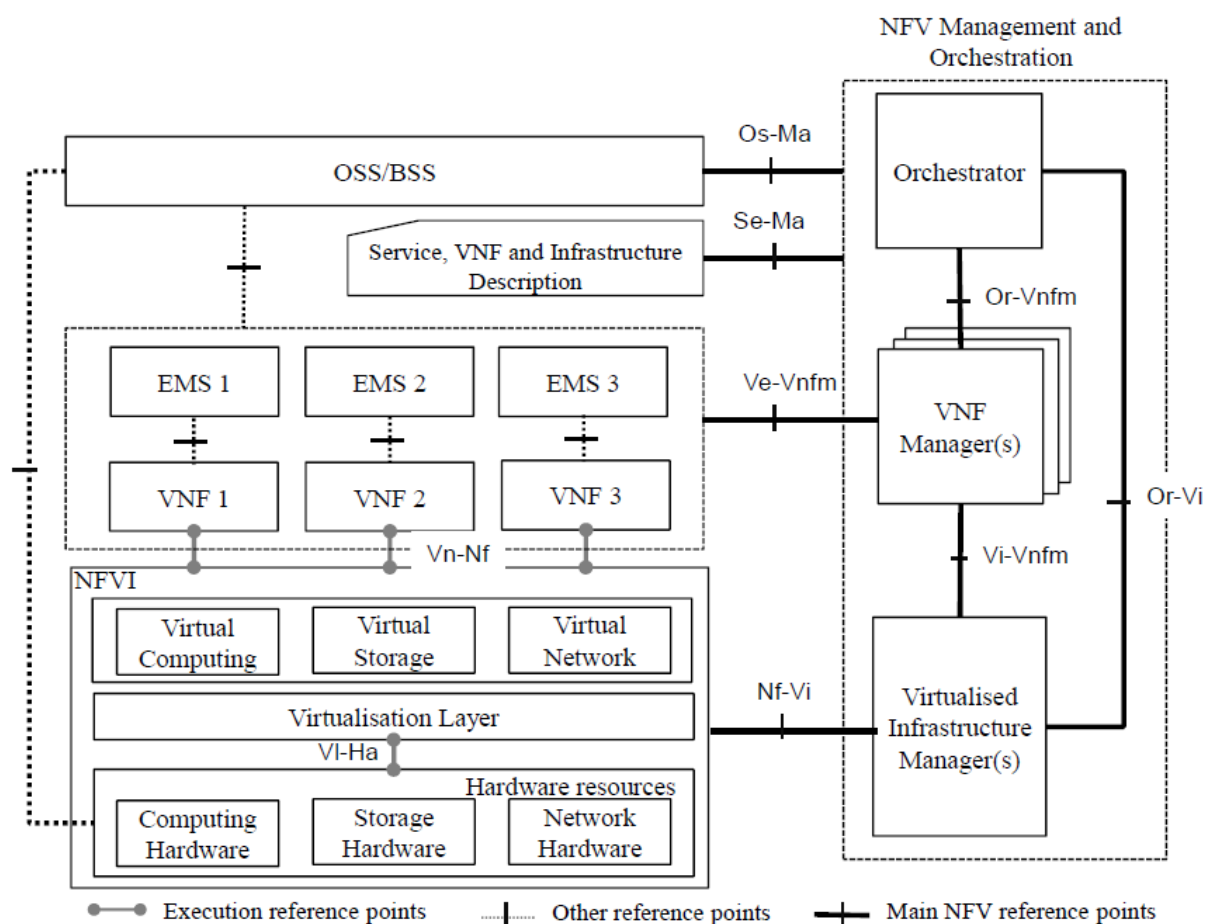 NFV Management and
Orchestration
Os-Ma
OSS/BSS
Orchestrator
Se-Ma
Service, VNF and Infrastructure
Description
Or-Vnfm
EMS 1
EMS 2
EMS 3
Ve-Vnfm
VNF
Manager(s)
VNF 1
VNF 2
VNF 3
Or-Vi
Vn-Nf
Vi-Vnfm
NFVI
Virtual
Computing
Virtual
Storage
Virtual
Network
Nf-Vi
Virtualised
Infrastructure
Manager(s)
Virtualisation Layer
Vl-Ha
Hardware resources
Computing
Hardware
Storage
Hardware
Network
Hardware
Execution reference points
Other reference points
Main NFV reference points